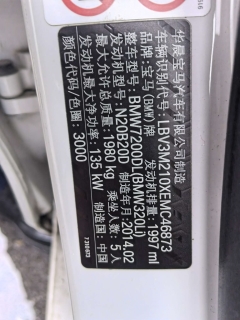 华晨宝马汽车有限公司制造
品牌: 宝马(BMW)牌
车辆识别代号: LBV3M210XEMC46873
整车型号: BMW7200DL(BMW320Li)
发动机型号: N20B20D 发动机排量: 1997 ml
最大允许总质量: 1980 kg 制造年月: 2014.02
发动机最大净功率: 135 kW 乘坐人数: 5 人
颜色代码/色圈: 制造国: 中国
3000
7310613